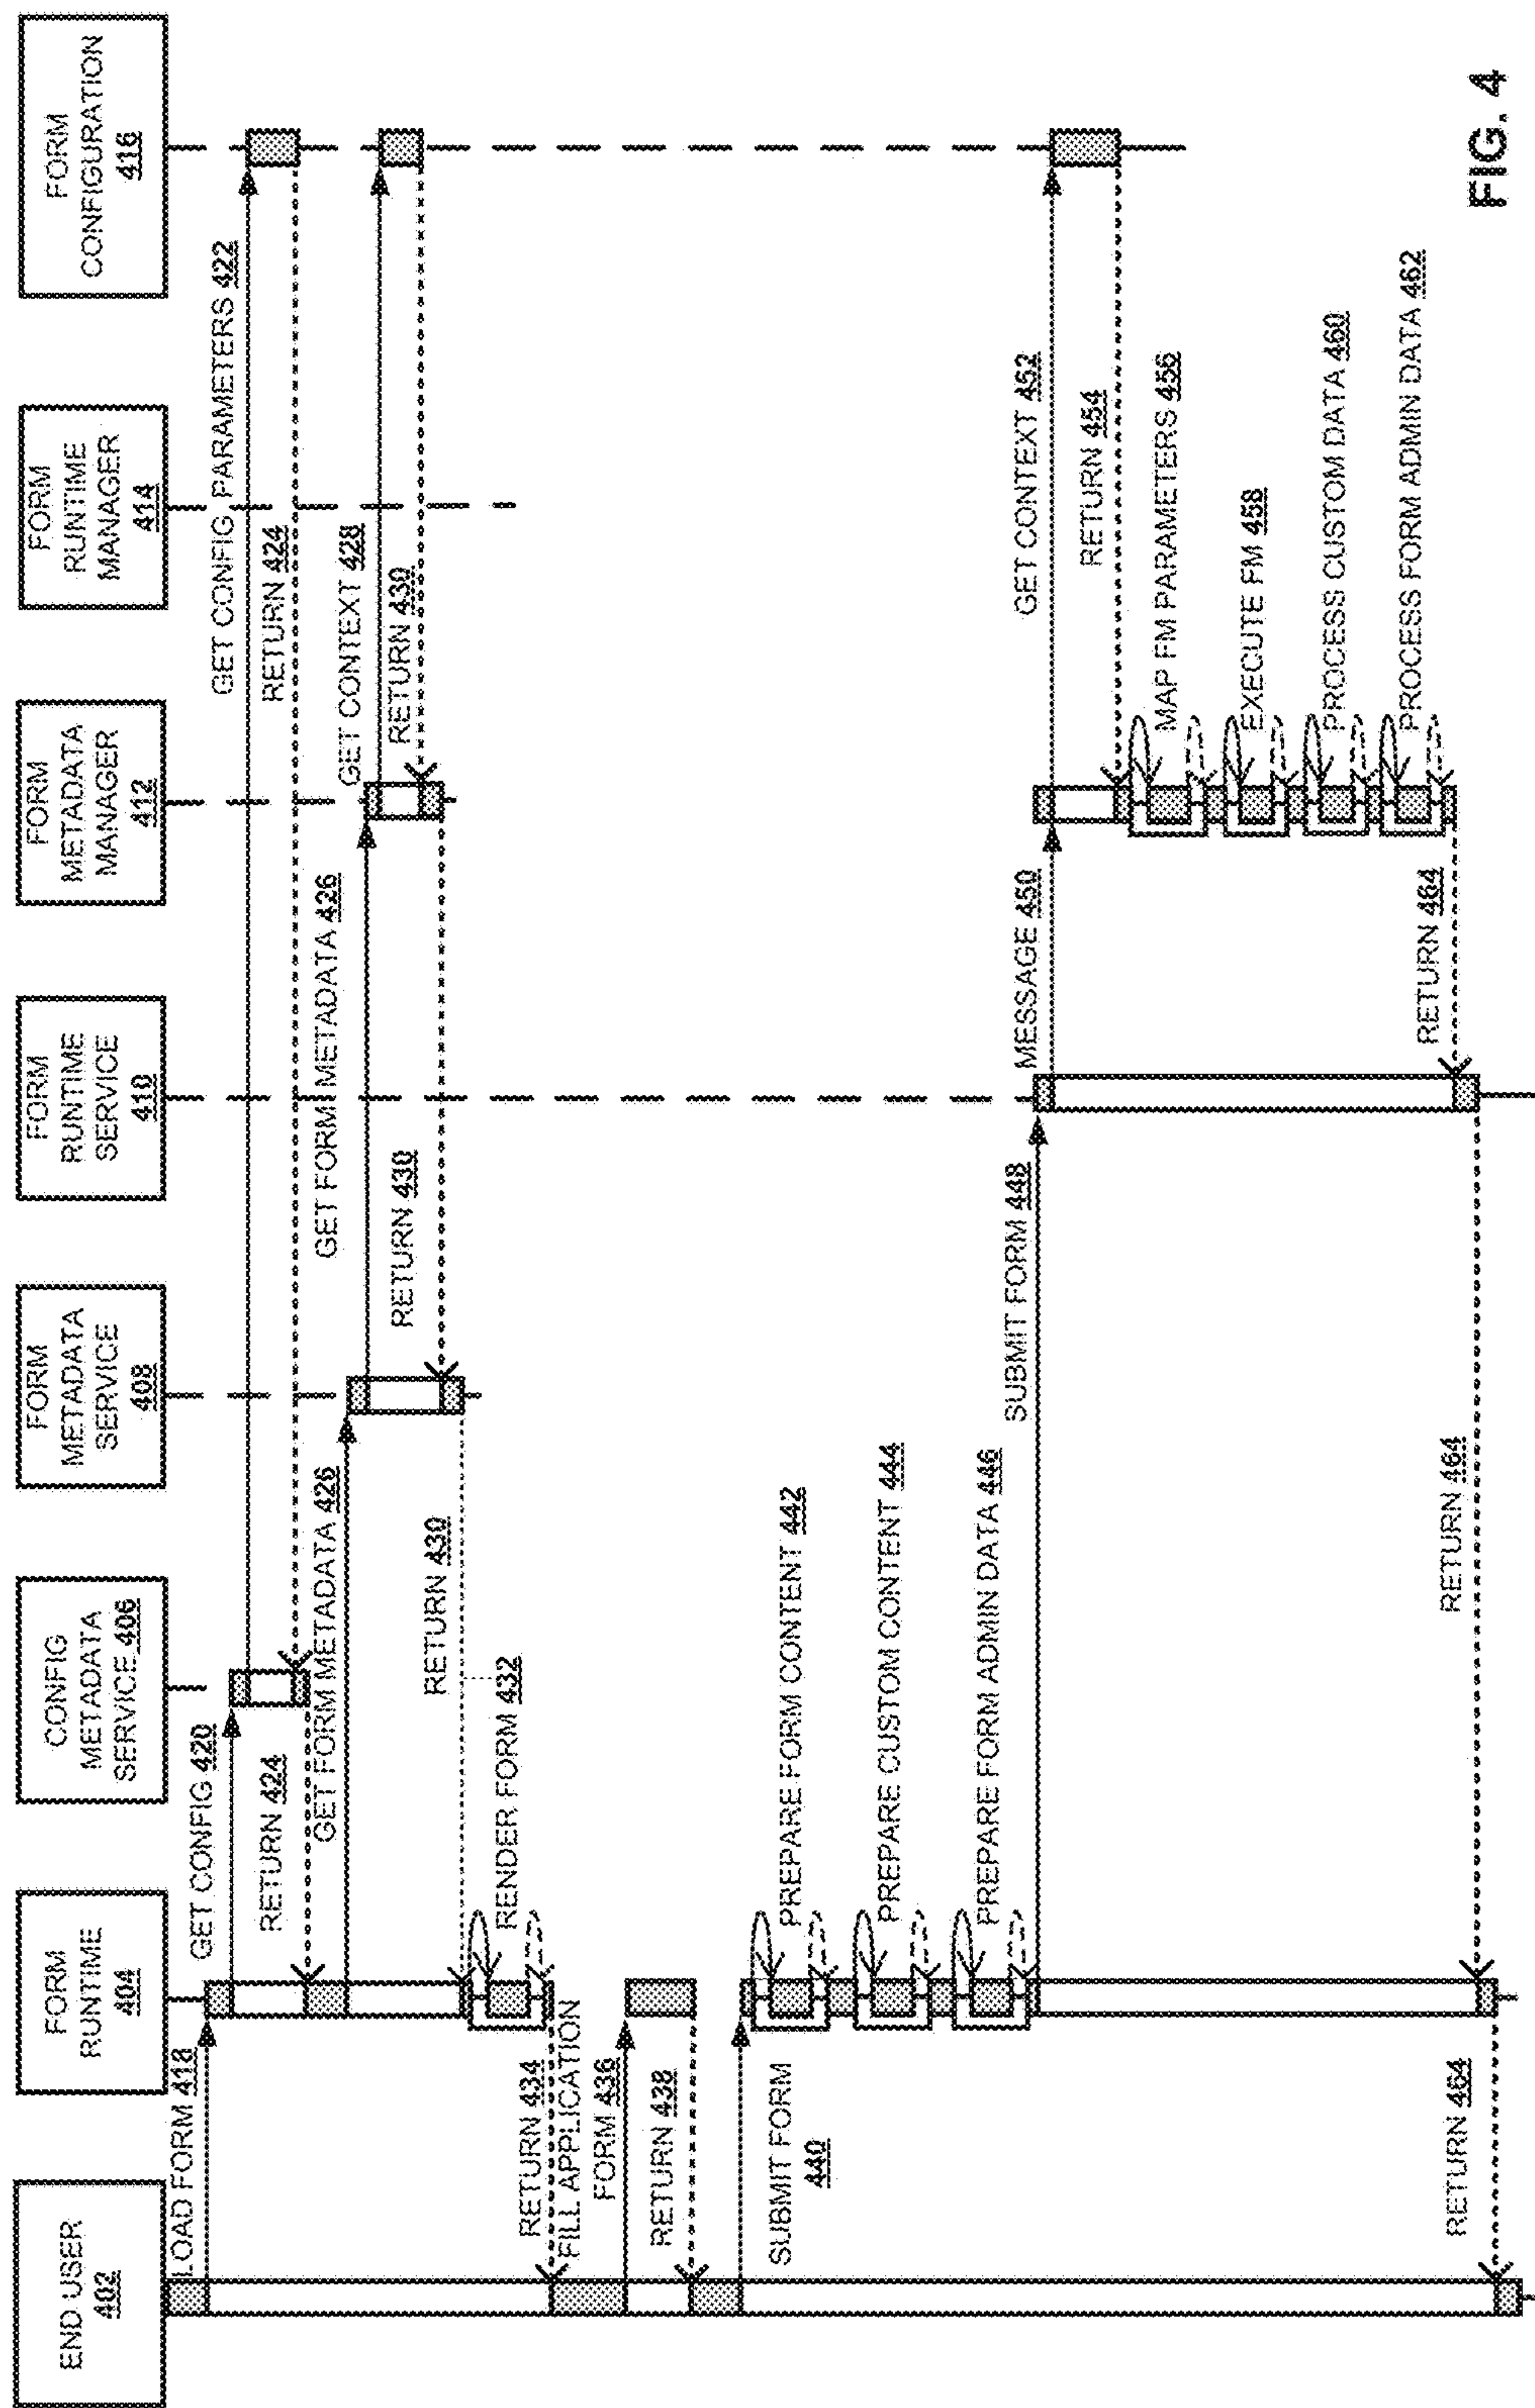 END USER
402
FORM
RUNTIME
404
CONFIG
METADATA
SERVICE 406
FORM
METADATA
SERVICE
408
FORM
RUNTIME
SERVICE
410
FORM
METADATA
MANAGER
412
FORM
RUNTIME
MANAGER
414
FORM
CONFIGURATION
416
LOAD FORM 418
GET CONFIG 420
GET CONFIG PARAMETERS 422
RETURN 424
RETURN 424
GET FORM METADATA 426
GET FORM METADATA 426
GET CONTEXT 428
RETURN 430
RETURN 430
RETURN 430
RENDER FORM 432
RETURN 434
FILL APPLICATION
FORM 436
RETURN 438
SUBMIT FORM
440
PREPARE FORM CONTENT 442
PREPARE CUSTOM CONTENT 444
PREPARE FORM ADMIN DATA 446
SUBMIT FORM 448
MESSAGE 450
GET CONTEXT 452
RETURN 454
MAP FM PARAMETERS 456
EXECUTE FM 458
PROCESS CUSTOM DATA 460
PROCESS FORM ADMIN DATA 462
RETURN 464
RETURN 464
RETURN 464
FIG. 4